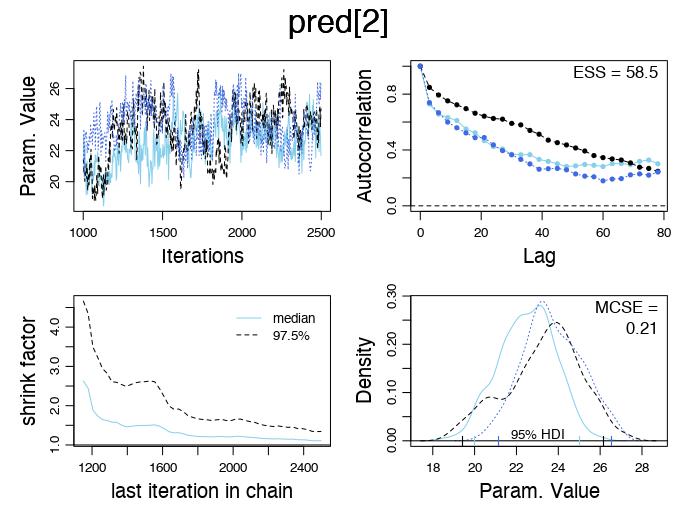 pred[2]
Param. Value
20 22 24 26
1000 1500 2000 2500
Iterations
Autocorrelation
0.0 0.4 0.8
ESS = 58.5
0 20 40 60 80
Lag
shrink factor
1.0 2.0 3.0 4.0
median
97.5%
1200 1600 2000 2400
last iteration in chain
Density
0.00 0.10 0.20 0.30
MCSE =
0.21
95% HDI
18 20 22 24 26 28
Param. Value